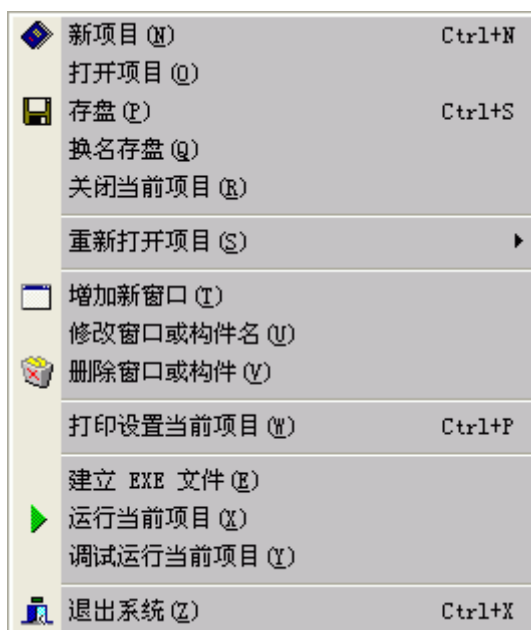 新项目(N) Ctrl+N
打开项目(O)
存盘(P) Ctrl+S
换名存盘(Q)
关闭当前项目(R)
重新打开项目(S)
增加新窗口(T)
修改窗口或构件名(U)
删除窗口或构件(V)
打印设置当前项目(W) Ctrl+P
建立 EXE 文件(E)
运行当前项目(X)
调试运行当前项目(Y)
退出系统(Z) Ctrl+X